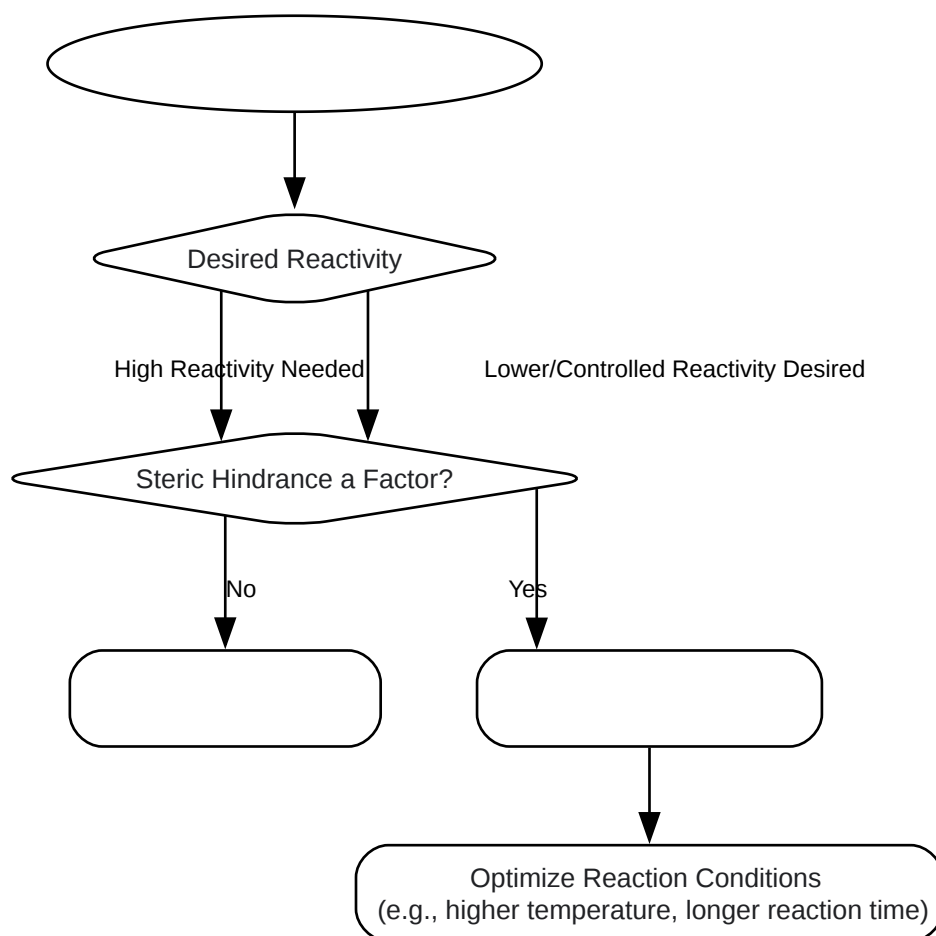 Desired Reactivity
High Reactivity Needed
Lower/Controlled Reactivity Desired
Steric Hindrance a Factor?
No
Yes
Optimize Reaction Conditions
(e.g., higher temperature, longer reaction time)